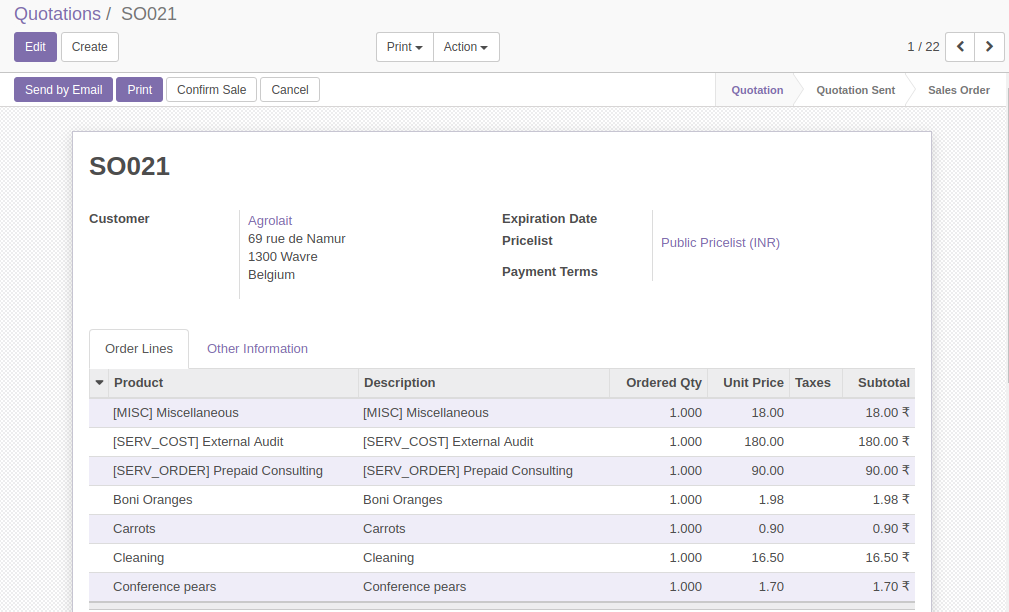 Quotations / SO021
Edit Create Print Action 1 / 22
Send by Email Print Confirm Sale Cancel Quotation Quotation Sent Sales Order
SO021
Customer
Agrolait
69 rue de Namur
1300 Wavre
Belgium
Expiration Date
Pricelist Public Pricelist (INR)
Payment Terms
Order Lines Other Information
Product Description Ordered Qty Unit Price Taxes Subtotal
[MISC] Miscellaneous [MISC] Miscellaneous 1.000 18.00 18.00 ₹
[SERV_COST] External Audit [SERV_COST] External Audit 1.000 180.00 180.00 ₹
[SERV_ORDER] Prepaid Consulting [SERV_ORDER] Prepaid Consulting 1.000 90.00 90.00 ₹
Boni Oranges Boni Oranges 1.000 1.98 1.98 ₹
Carrots Carrots 1.000 0.90 0.90 ₹
Cleaning Cleaning 1.000 16.50 16.50 ₹
Conference pears Conference pears 1.000 1.70 1.70 ₹